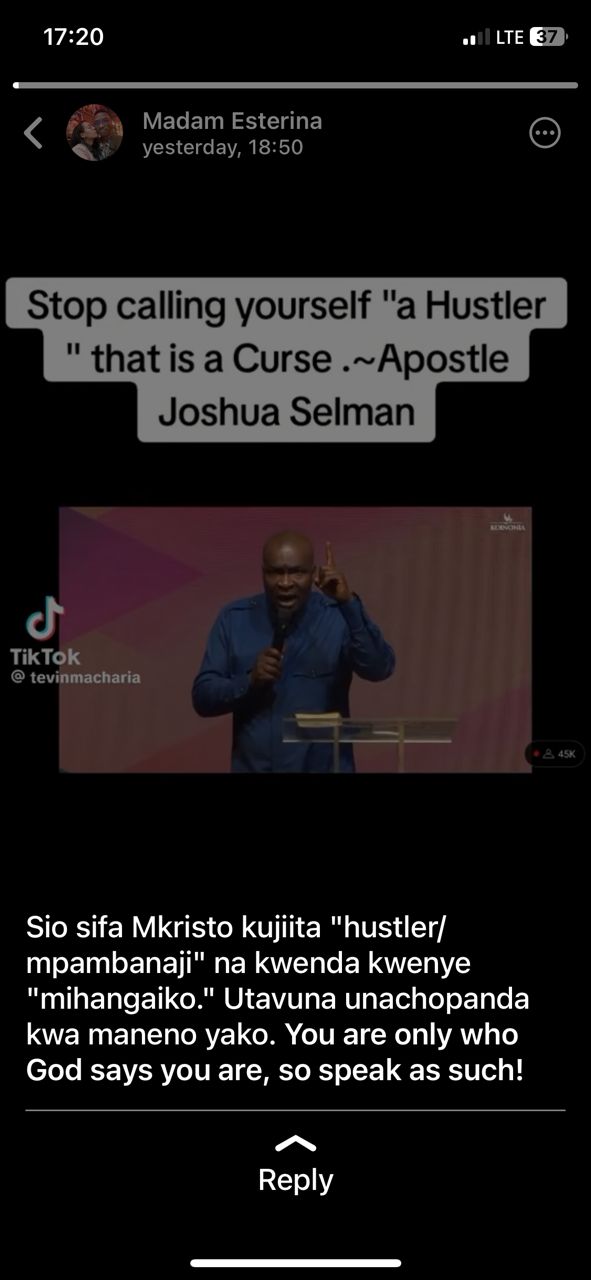 17:20
LTE 37
Madam Esterina
yesterday, 18:50
Stop calling yourself "a Hustler
" that is a Curse .~Apostle
Joshua Selman
KOINONIA
TikTok
@ tevinmacharia
45K
Sio sifa Mkristo kujiita "hustler/
mpambanaji" na kwenda kwenye
"mihangaiko." Utavuna unachopanda
kwa maneno yako. You are only who
God says you are, so speak as such!
Reply